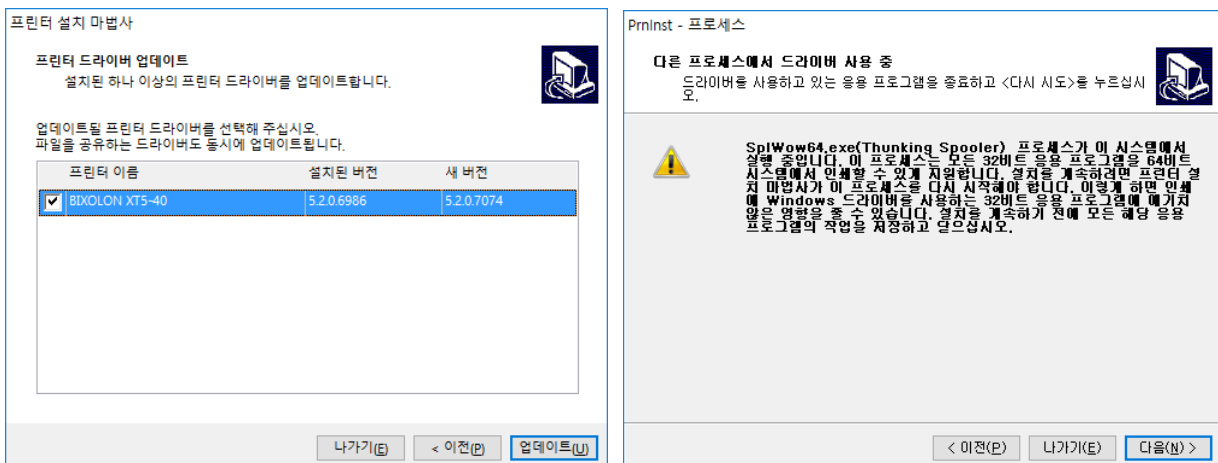 프린터 설치 마법사
프린터 드라이버 업데이트
설치된 하나 이상의 프린터 드라이버를 업데이트합니다.
업데이트될 프린터 드라이버를 선택해 주십시오.
파일을 공유하는 드라이버도 동시에 업데이트됩니다.
프린터 이름 설치된 버전 새 버전
BIXOLON XT5-40 5.2.0.6986 5.2.0.7074
나가기(E) < 이전(P) 업데이트(U)
PrnInst - 프로세스
다른 프로세스에서 드라이버 사용 중
드라이버를 사용하고 있는 응용 프로그램을 종료하고 <다시 시도>를 누르십시
오.
SplWow64.exe(Thunking Spooler) 프로세스가 이 시스템에서
실행 중입니다. 이 프로세스는 모든 32비트 응용 프로그램을 64비트
시스템에서 인쇄할 수 있게 지원합니다. 설치를 계속하려면 프린터 설
치 마법사가 이 프로세스를 다시 시작해야 합니다. 이렇게 하면 인쇄
에 Windows 드라이버를 사용하는 32비트 응용 프로그램에 예기치
않은 영향을 줄 수 있습니다. 설치를 계속하기 전에 모든 해당 응용
프로그램의 작업을 저장하고 닫으십시오.
< 이전(P) 나가기(E) 다음(N) >